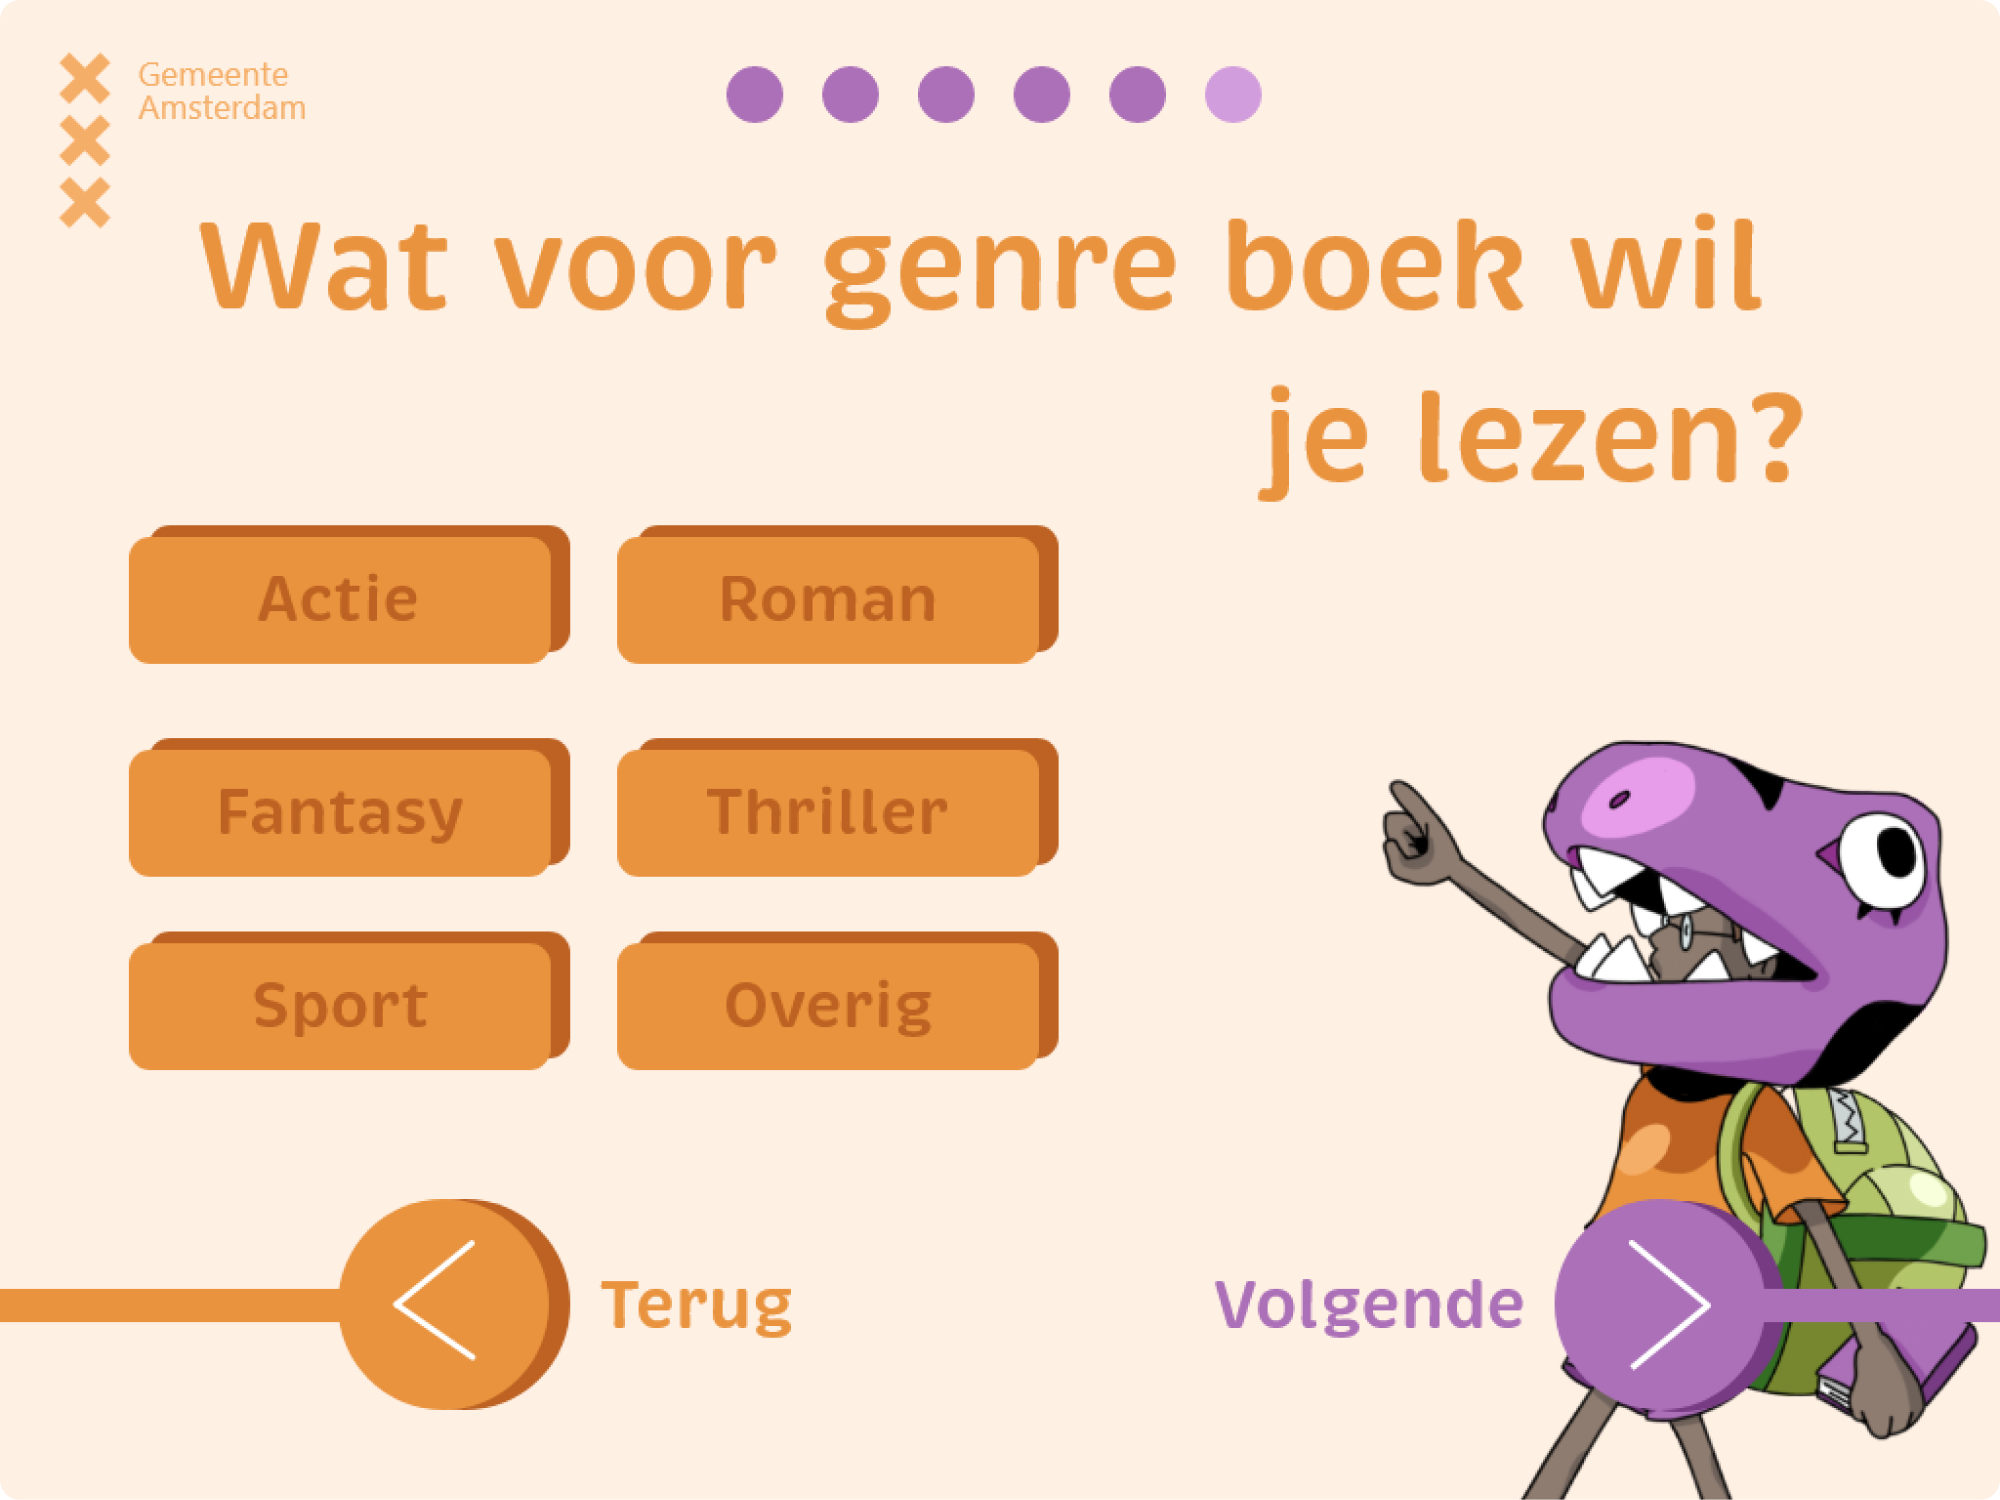 Gemeente
Amsterdam
Wat voor genre boek wil
je lezen?
Actie
Roman
Fantasy
Thriller
Sport
Overig
Terug
Volgende